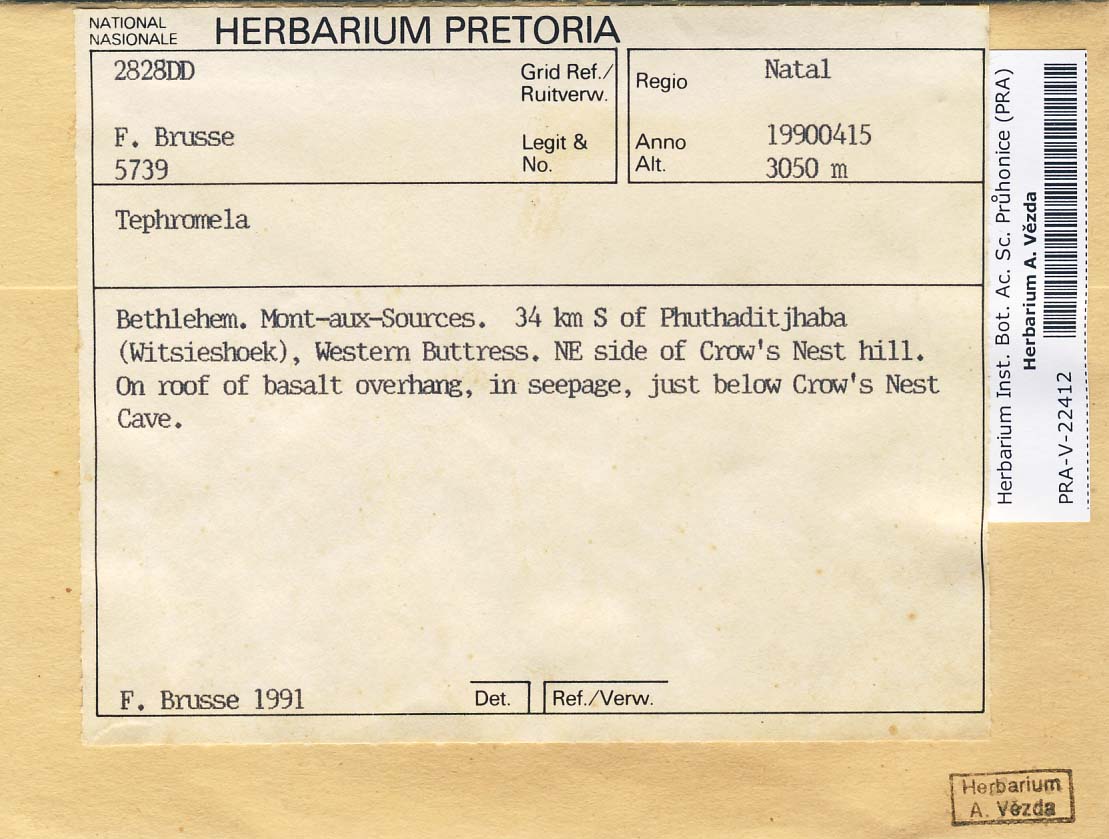 NATIONAL
NASIONALE
HERBARIUM PRETORIA
2828DD
Grid Ref./
Ruitverw.
F. Brusse
5739
Legit &
No.
Regio
Natal
Anno
19900415
Alt.
3050 m
Tephromela
Bethlehem. Mont-aux-Sources. 34 km S of Phuthaditjhaba
(Witsieshoek), Western Buttress. NE side of Crow's Nest hill.
On roof of basalt overhang, in seepage, just below Crow's Nest
Cave.
F. Brusse 1991
Det.
Ref./Verw.
Herbarium Inst. Bot. Ac. Sc. Průhonice (PRA)
Herbarium A. Vězda
PRA-V-22412
Herbarium
A. Vězda